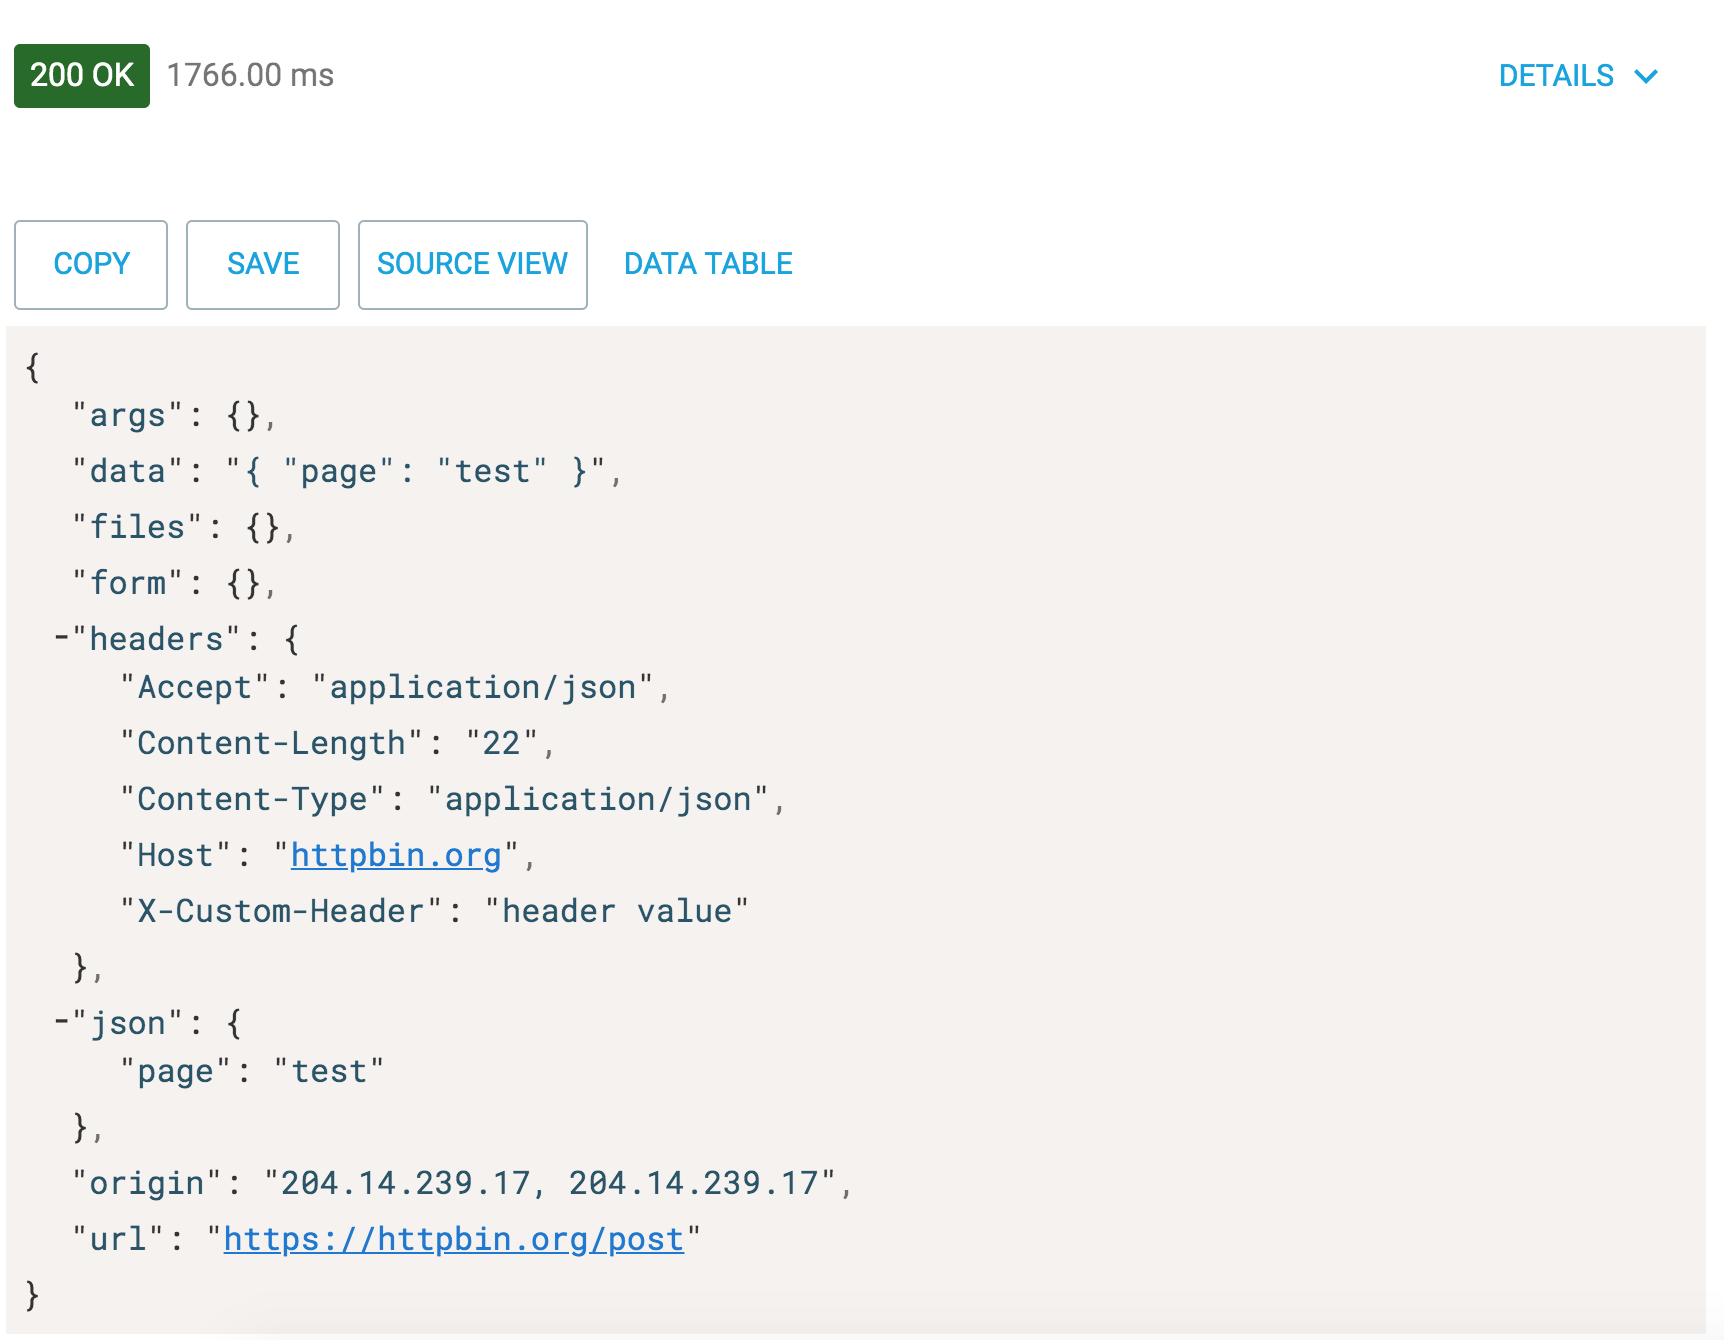 200 OK 1766.00 ms DETAILS
COPY SAVE SOURCE VIEW DATA TABLE
{
"args": {},
"data": "{ "page": "test" }",
"files": {},
"form": {},
-"headers": {
"Accept": "application/json",
"Content-Length": "22",
"Content-Type": "application/json",
"Host": "httpbin.org",
"X-Custom-Header": "header value"
},
-"json": {
"page": "test"
},
"origin": "204.14.239.17, 204.14.239.17",
"url": "https://httpbin.org/post"
}